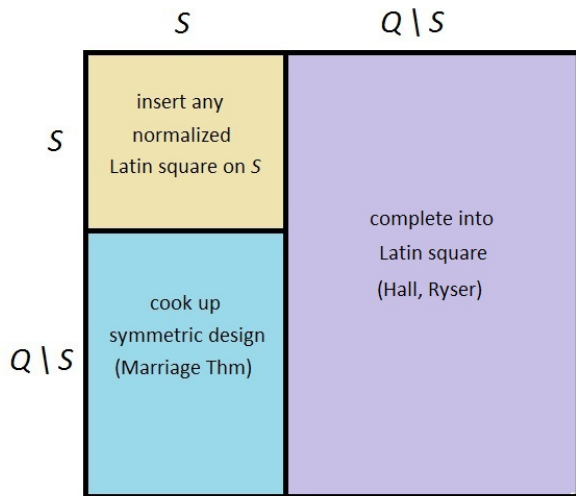 S
Q \ S
S
insert any
normalized
Latin square on S
complete into
Latin square
(Hall, Ryser)
cook up
symmetric design
(Marriage Thm)
Q \ S